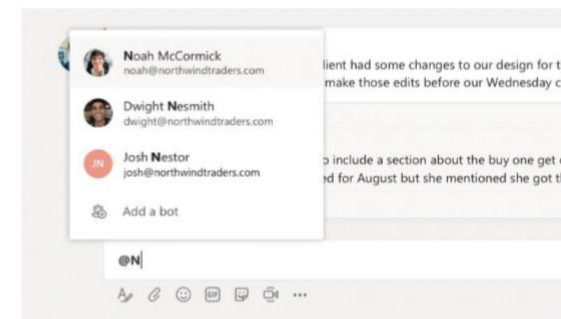 Noah McCormick
noah@northwindtraders.com
lient had some changes to our design for t
make those edits before our Wednesday c
Dwight Nesmith
dwight@northwindtraders.com
JN
Josh Nestor
josh@northwindtraders.com
o include a section about the buy one get
ed for August but she mentioned she got t
Add a bot
@N
GIF